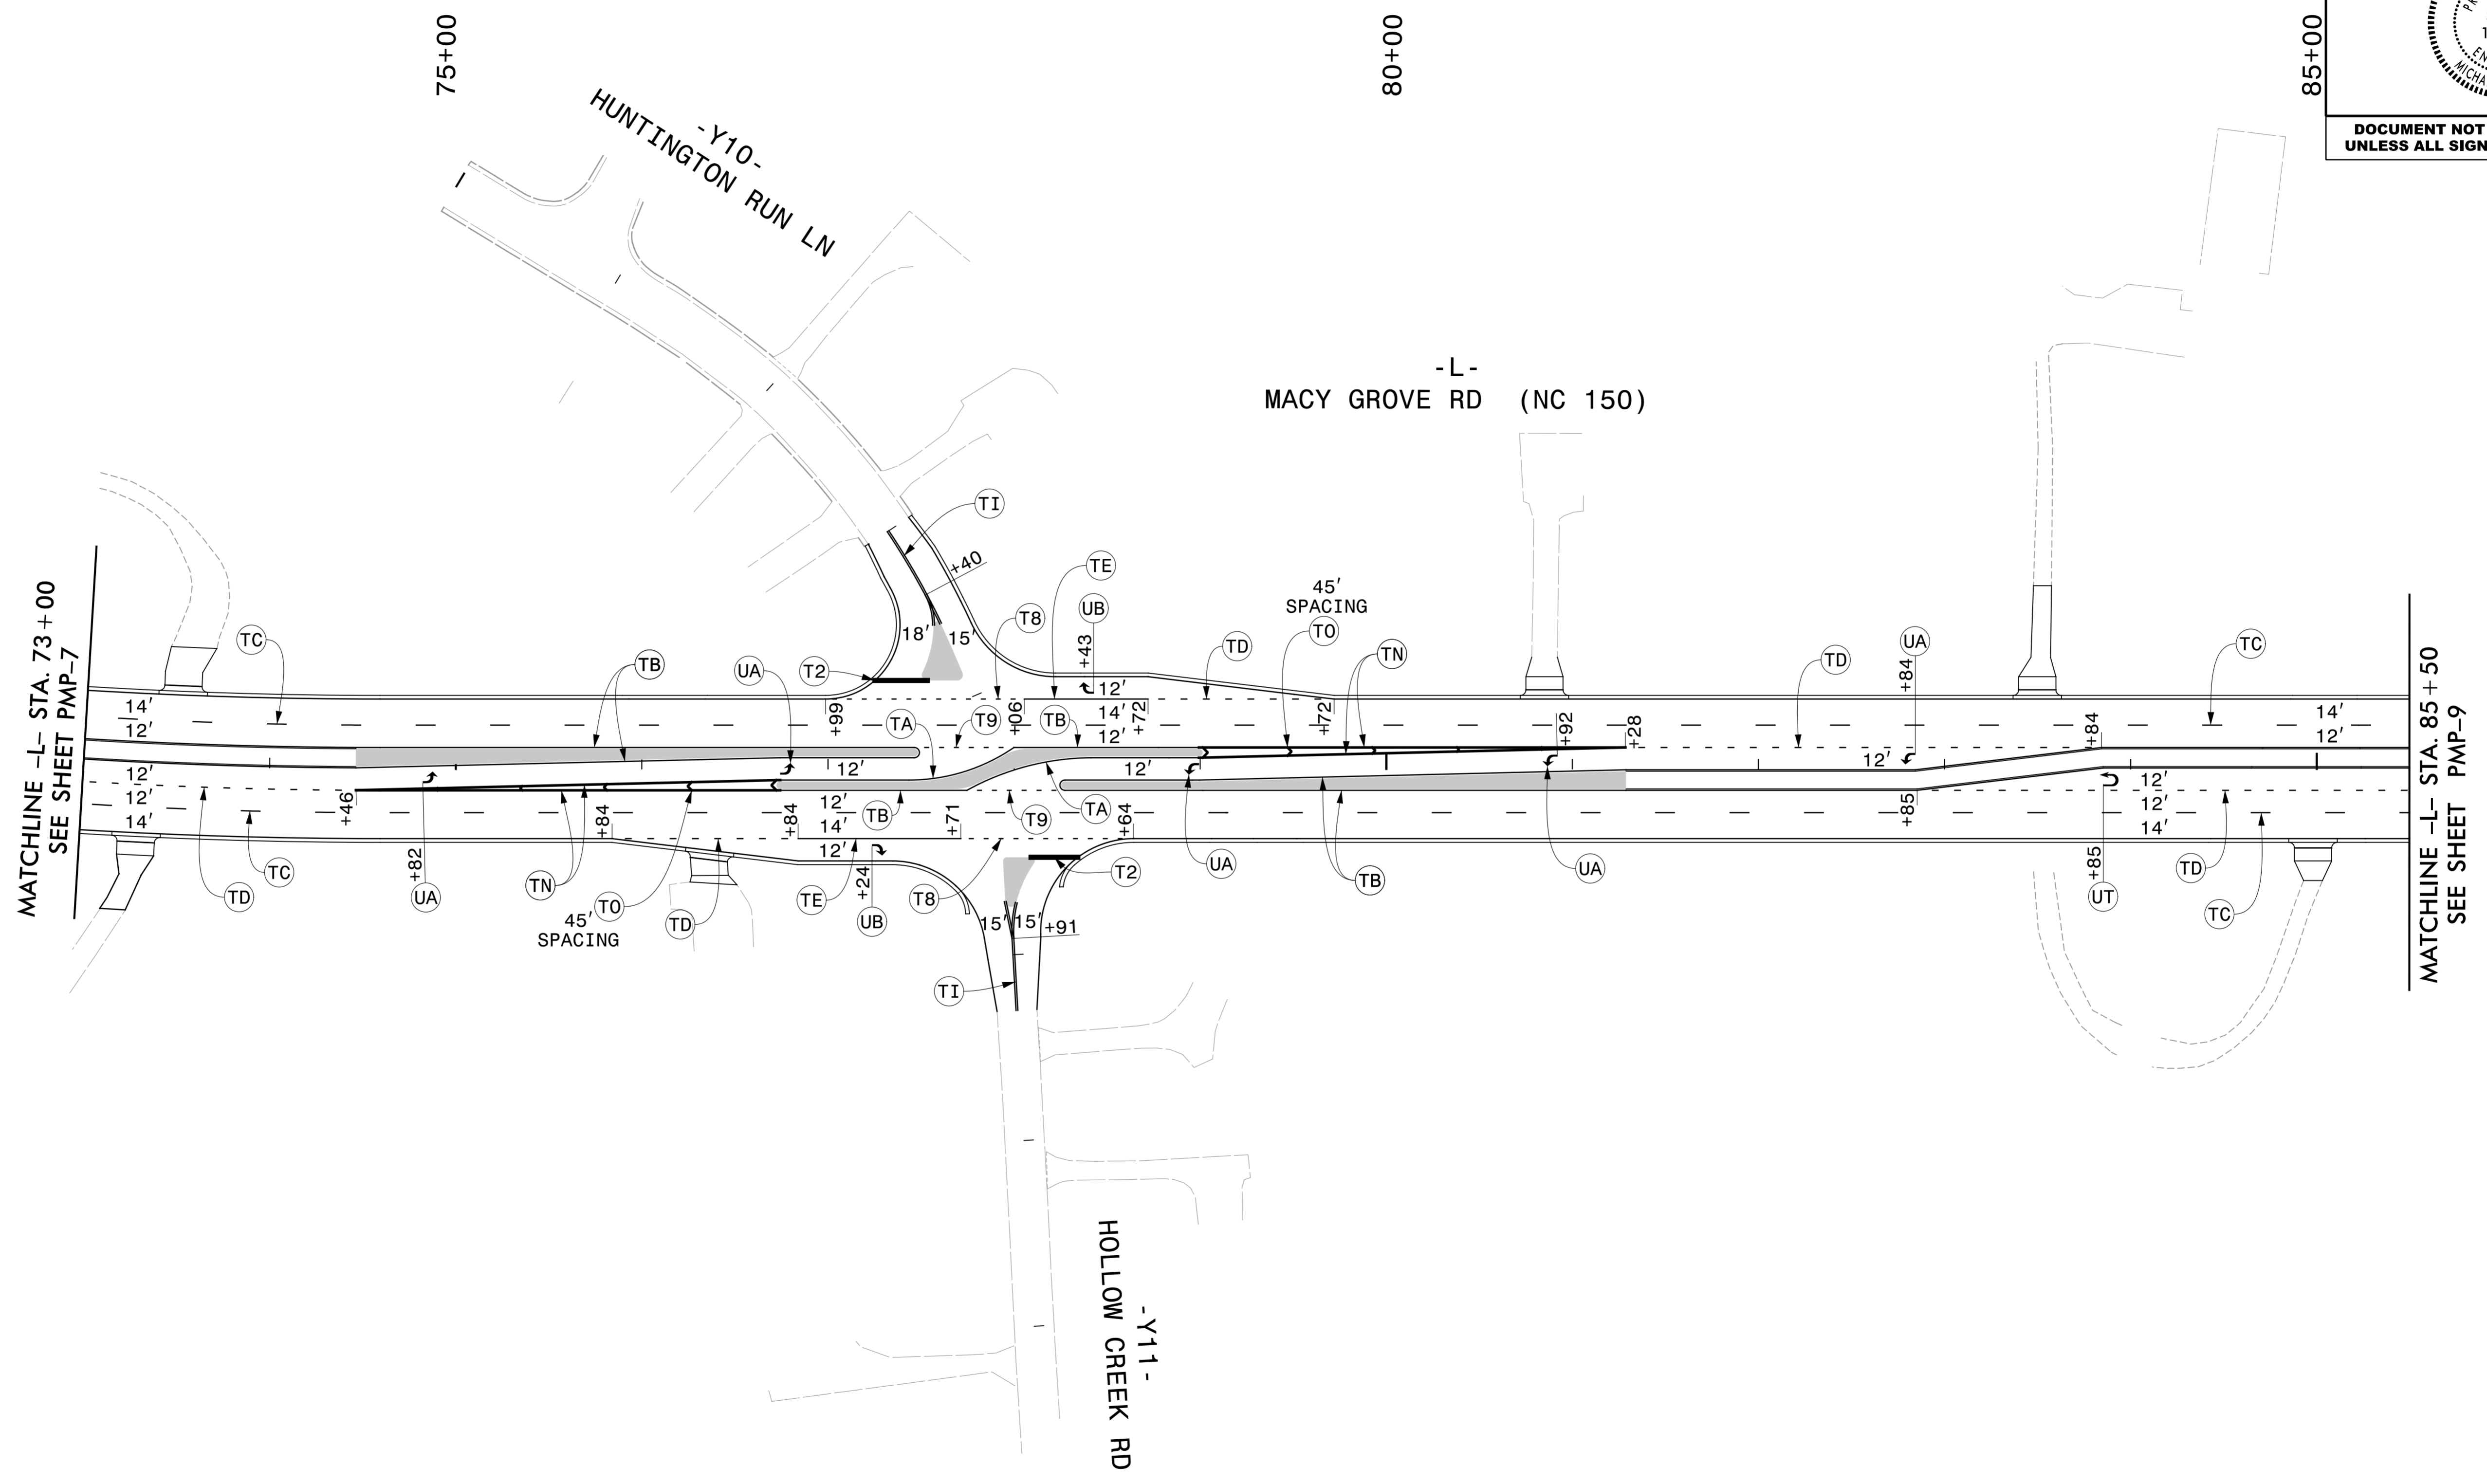 75+00
80+00
85+00
DOCUMENT NOT
UNLESS ALL SIGN
MICHA
EN
-Y10-
HUNTINGTON RUN LN
-L-
MACY GROVE RD (NC 150)
MATCHLINE -L- STA. 73+00
SEE SHEET PMP-7
MATCHLINE -L- STA. 85+50
SEE SHEET PMP-9
TI
+40
TE
UB
+43
T8
18'
15'
T2
45'
SPACING
TO
TN
TD
TD
UA
+84
TC
TC
TB
UA
14'
12'
+99
TA
T9
+06
TB
12'
14'
12'
+72
+72
+92
+28
+84
14'
12'
12'
12'
14'
+46
12'
12'
12'
12'
12'
14'
+84
+84
12'
14'
12'
TB
+71
T9
TA
+64
+85
TD
TC
+82
UA
TN
45'
SPACING
TO
TD
TE
+24
UB
T8
15'
15'
+91
T2
UA
TB
UA
+85
UT
TD
TC
TI
-Y11-
HOLLOW CREEK RD